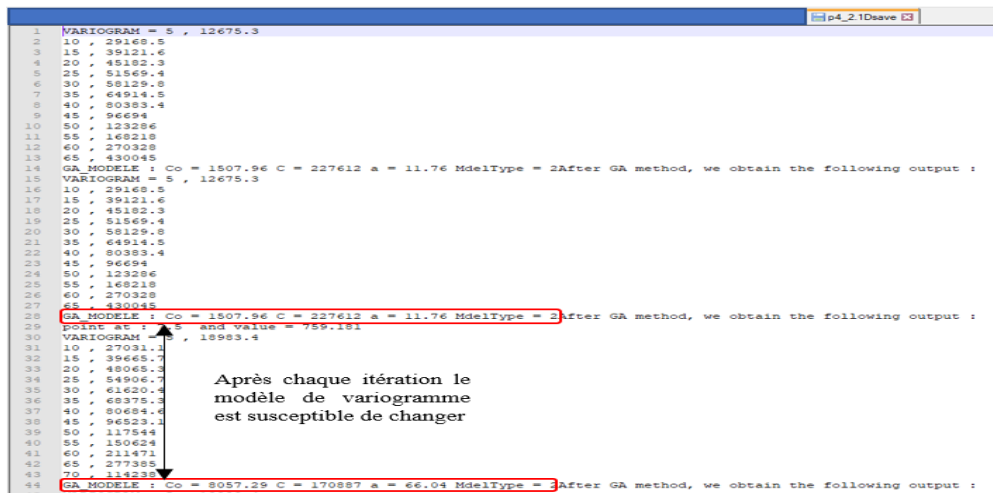 p4_2.1Dsave
1 VARIOGRAM = 5 , 12675.3
2 10 , 29168.5
3 15 , 39121.6
4 20 , 45182.3
5 25 , 51569.4
6 30 , 58129.8
7 35 , 64914.5
8 40 , 80383.4
9 45 , 96694
10 50 , 123286
11 55 , 168218
12 60 , 270328
13 65 , 430045
14 GA_MODELE : Co = 1507.96 C = 227612 a = 11.76 MdelType = 2After GA method, we obtain the following output :
15 VARIOGRAM = 5 , 12675.3
16 10 , 29168.5
17 15 , 39121.6
18 20 , 45182.3
19 25 , 51569.4
20 30 , 58129.8
21 35 , 64914.5
22 40 , 80383.4
23 45 , 96694
24 50 , 123286
25 55 , 168218
26 60 , 270328
27 65 , 430045
28 GA_MODELE : Co = 1507.96 C = 227612 a = 11.76 MdelType = 2After GA method, we obtain the following output :
29 point at : and value = 759.181
30 VARIOGRAM = , 18983.4
31 10 , 27031.1
32 15 , 39665.7
33 20 , 48065.3
34 25 , 54906.7
35 30 , 61620.4
36 35 , 68375.3
37 40 , 80684.6
38 45 , 96523.1
39 50 , 117544
40 55 , 150624
41 60 , 211471
42 65 , 277385
43 70 , 114238
44 GA_MODELE : Co = 8057.29 C = 170887 a = 66.04 MdelType = 2After GA method, we obtain the following output :
Après chaque itération le
modèle de variogramme
est susceptible de changer